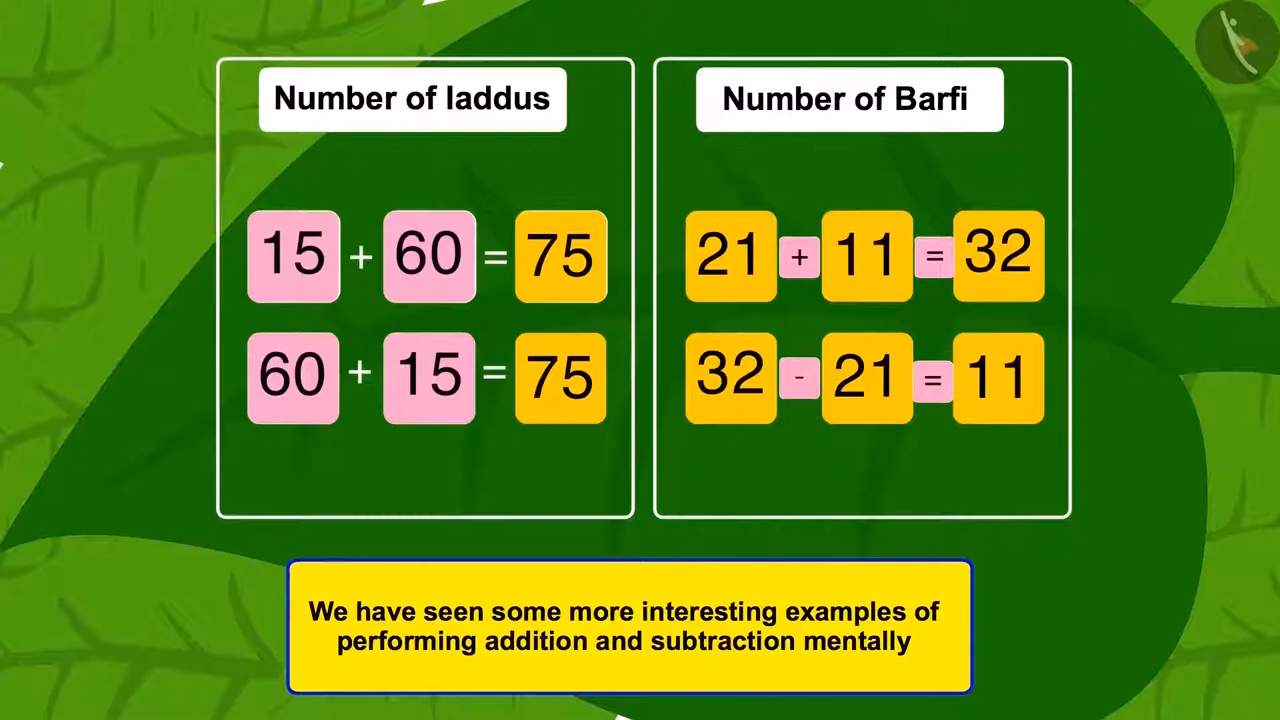 Number of laddus
15 + 60 = 75
60 + 15 = 75
Number of Barfi
21 + 11 = 32
32 - 21 = 11
We have seen some more interesting examples of
performing addition and subtraction mentally